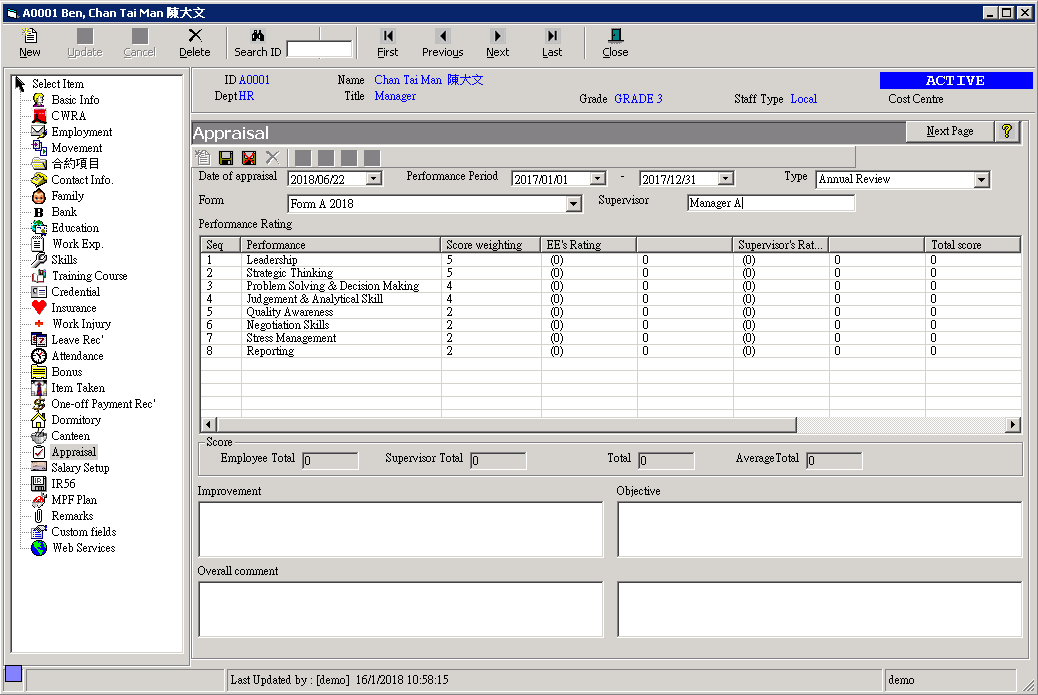 A0001 Ben, Chan Tai Man 陳大文
New Update Cancel Delete Search ID First Previous Next Last Close
Select Item
Basic Info
CWRA
Employment
Movement
合約項目
Contact Info.
Family
Bank
Education
Work Exp.
Skills
Training Course
Credential
Insurance
Work Injury
Leave Rec'
Attendance
Bonus
Item Taken
One-off Payment Rec'
Dormitory
Canteen
Appraisal
Salary Setup
IR56
MPF Plan
Remarks
Custom fields
Web Services
ID A0001 Name Chan Tai Man 陳大文 ACTIVE
Dept HR Title Manager Grade GRADE 3 Staff Type Local Cost Centre
Appraisal Next Page ?
Date of appraisal 2018/06/22 Performance Period 2017/01/01 - 2017/12/31 Type Annual Review
Form Form A 2018 Supervisor Manager A
Performance Rating
Seq Performance Score weighting EE's Rating Supervisor's Rat... Total score
1 Leadership 5 (0) 0 (0) 0 0
2 Strategic Thinking 5 (0) 0 (0) 0 0
3 Problem Solving & Decision Making 4 (0) 0 (0) 0 0
4 Judgement & Analytical Skill 4 (0) 0 (0) 0 0
5 Quality Awareness 2 (0) 0 (0) 0 0
6 Negotiation Skills 2 (0) 0 (0) 0 0
7 Stress Management 2 (0) 0 (0) 0 0
8 Reporting 2 (0) 0 (0) 0 0
Score
Employee Total 0 Supervisor Total 0 Total 0 Average Total 0
Improvement Objective
Overall comment
Last Updated by : [demo] 16/1/2018 10:58:15 demo